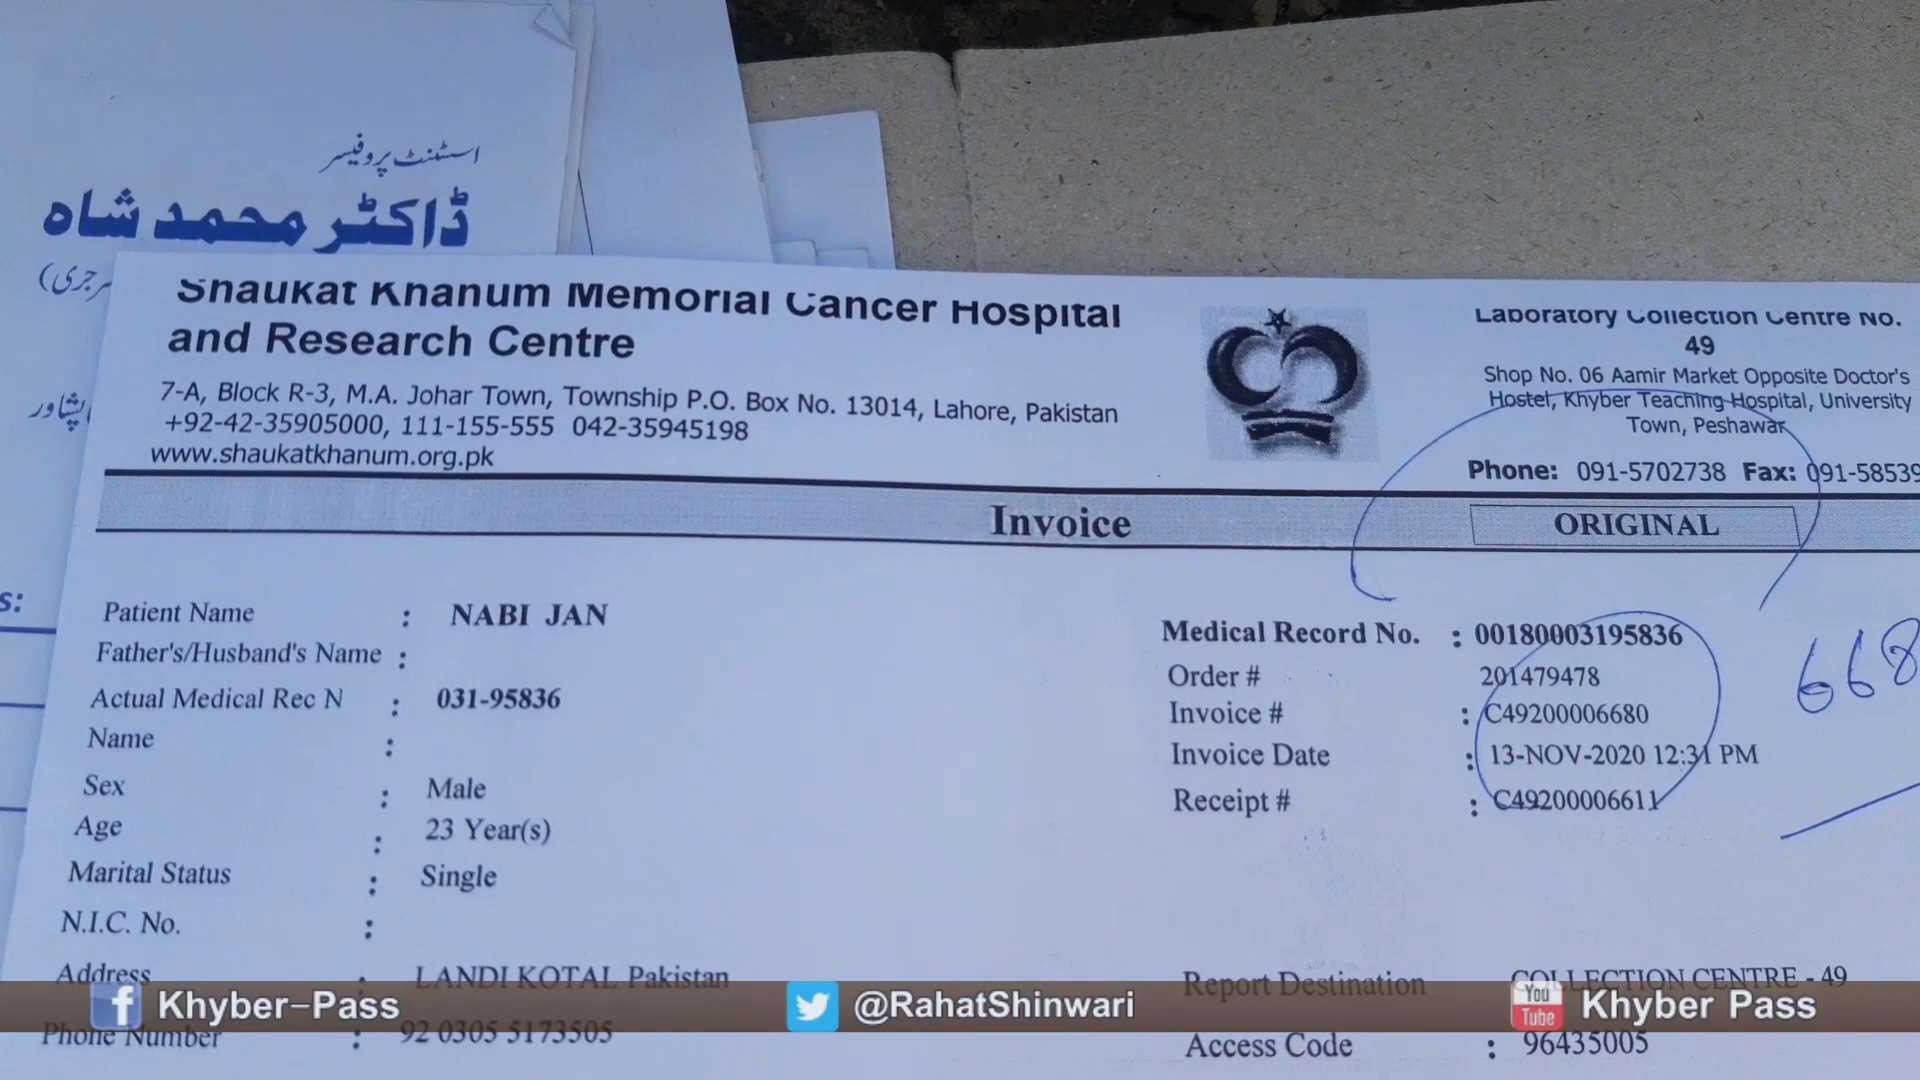 اسسٹنٹ پروفیسر
ڈاکٹر محمد شاہ
سرجری)
پشاور
s:
Shaukat Khanum Memorial Cancer Hospital
and Research Centre
7-A, Block R-3, M.A. Johar Town, Township P.O. Box No. 13014, Lahore, Pakistan
+92-42-35905000, 111-155-555 042-35945198
www.shaukatkhanum.org.pk
Laboratory Collection Centre No.
49
Shop No. 06 Aamir Market Opposite Doctor's
Hostel, Khyber Teaching Hospital, University
Town, Peshawar
Phone: 091-5702738 Fax: 091-58539
Invoice
ORIGINAL
Patient Name : NABI JAN
Father's/Husband's Name :
Actual Medical Rec N : 031-95836
Name :
Sex : Male
Age : 23 Year(s)
Marital Status : Single
N.I.C. No. :
Address : LANDI KOTAL Pakistan
Phone Number : 92 0305 5173505
Medical Record No. : 00180003195836
Order # 201479478
Invoice # : C49200006680
Invoice Date : 13-NOV-2020 12:31 PM
Receipt # : C49200006611
668
Report Destination COLLECTION CENTRE - 49
Access Code : 96435005
f Khyber-Pass
@RahatShinwari
You Tube Khyber Pass